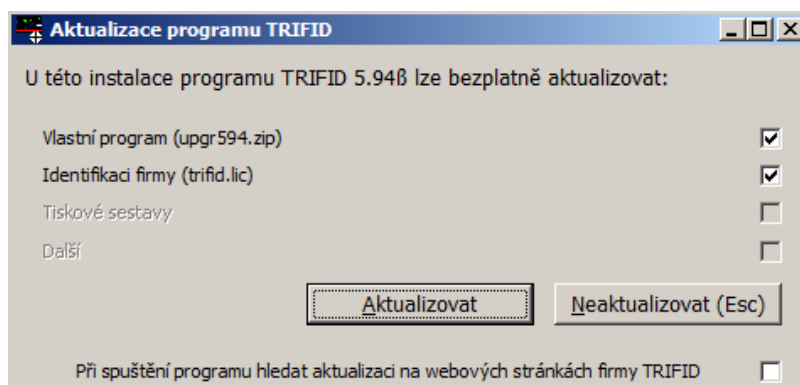 Aktualizace programu TRIFID
U této instalace programu TRIFID 5.94ß lze bezplatně aktualizovat:
Vlastní program (upgr594.zip)
Identifikaci firmy (trifid.lic)
Tiskové sestavy
Další
Aktualizovat Neaktualizovat (Esc)
Při spuštění programu hledat aktualizaci na webových stránkách firmy TRIFID